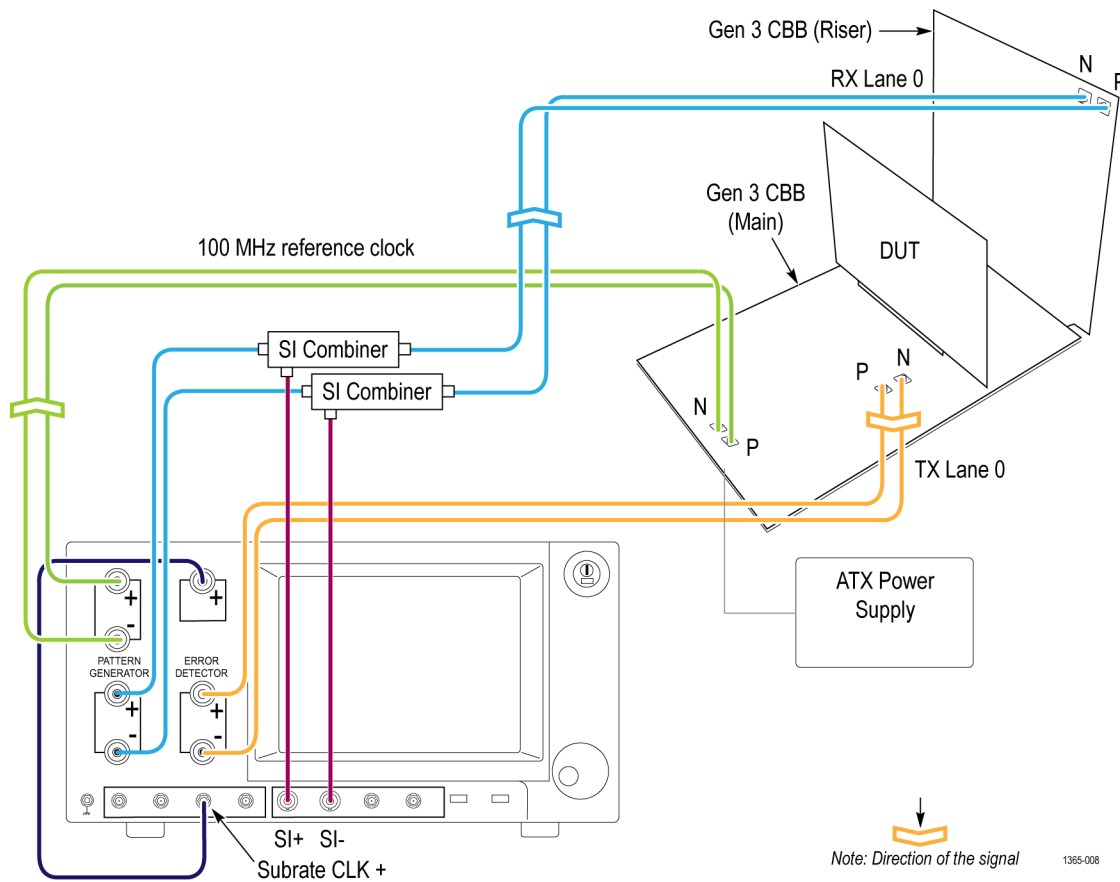 Gen 3 CBB (Riser)
N
P
RX Lane 0
Gen 3 CBB
(Main)
DUT
100 MHz reference clock
SI Combiner
SI Combiner
P
N
N
P
TX Lane 0
ATX Power
Supply
+
-
+
PATTERN
GENERATOR
ERROR
DETECTOR
+
-
+
-
SI+
SI-
Subrate CLK +
Note: Direction of the signal
1365-008